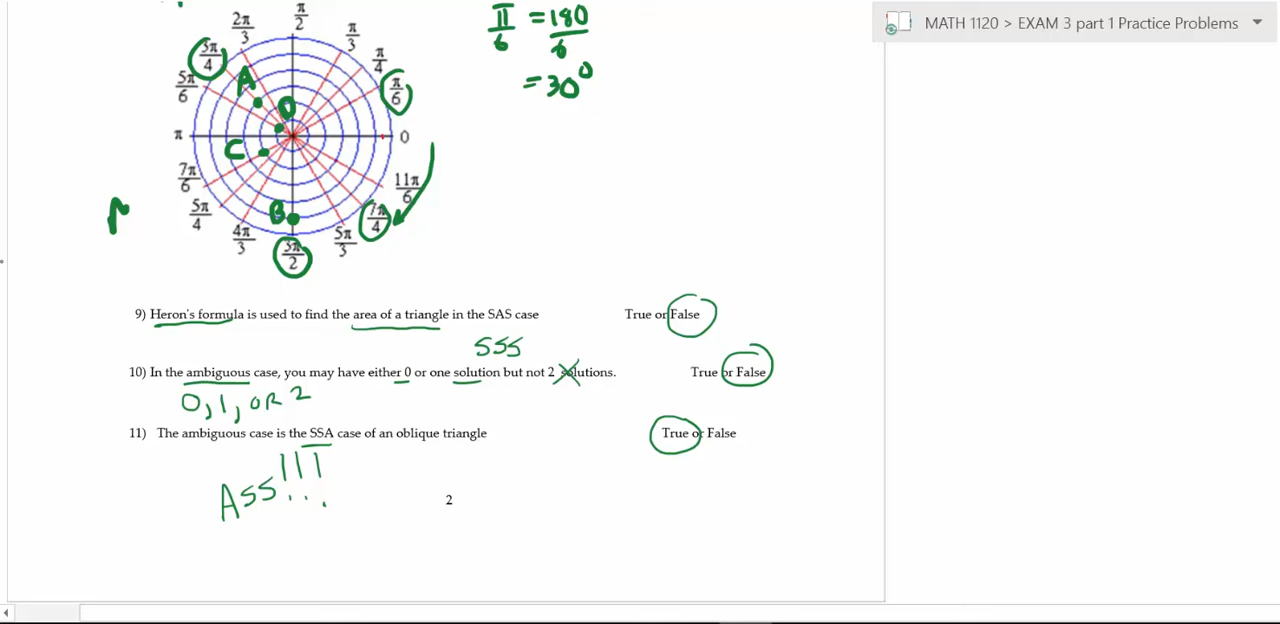 MATH 1120 > EXAM 3 part 1 Practice Problems
π/6 = 180/6
= 30°
π/2
2π/3
π/3
3π/4
π/4
5π/6
A
π/6
D
π
0
C
7π/6
11π/6
5π/4
B
7π/4
4π/3
5π/3
3π/2
9) Heron's formula is used to find the area of a triangle in the SAS case True or False
SSS
10) In the ambiguous case, you may have either 0 or one solution but not 2 solutions. True or False
0, 1, OR 2
11) The ambiguous case is the SSA case of an oblique triangle True or False
ASS!!!
2